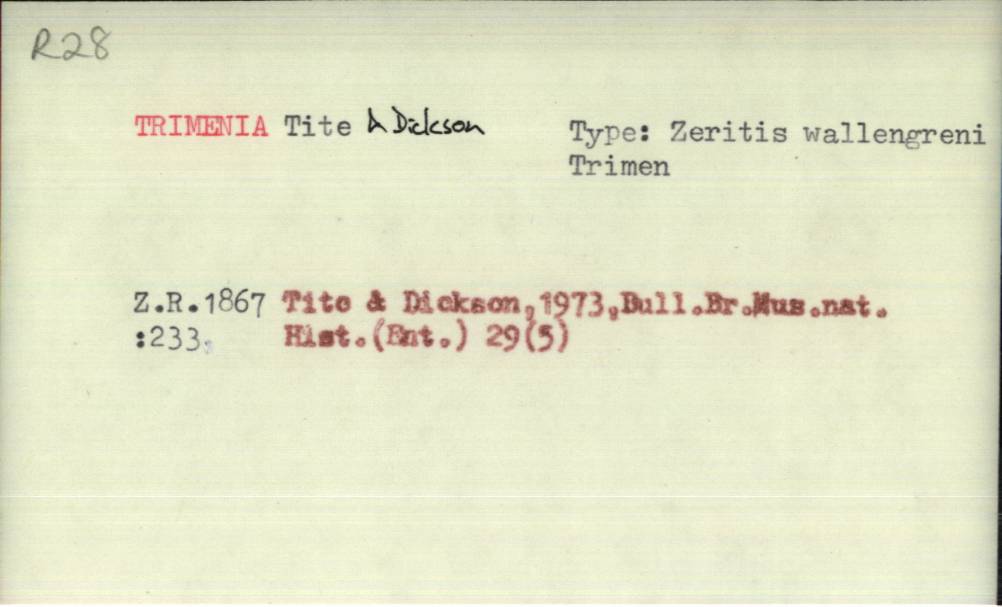 R28
TRIMENIA Tite & Dickson
Type: Zeritis wallengreni
Trimen
Z.R.1867 Tite & Dickson,1973,Bull.Br.Mus.nat.
:233. Hist.(Ent.) 29(5)